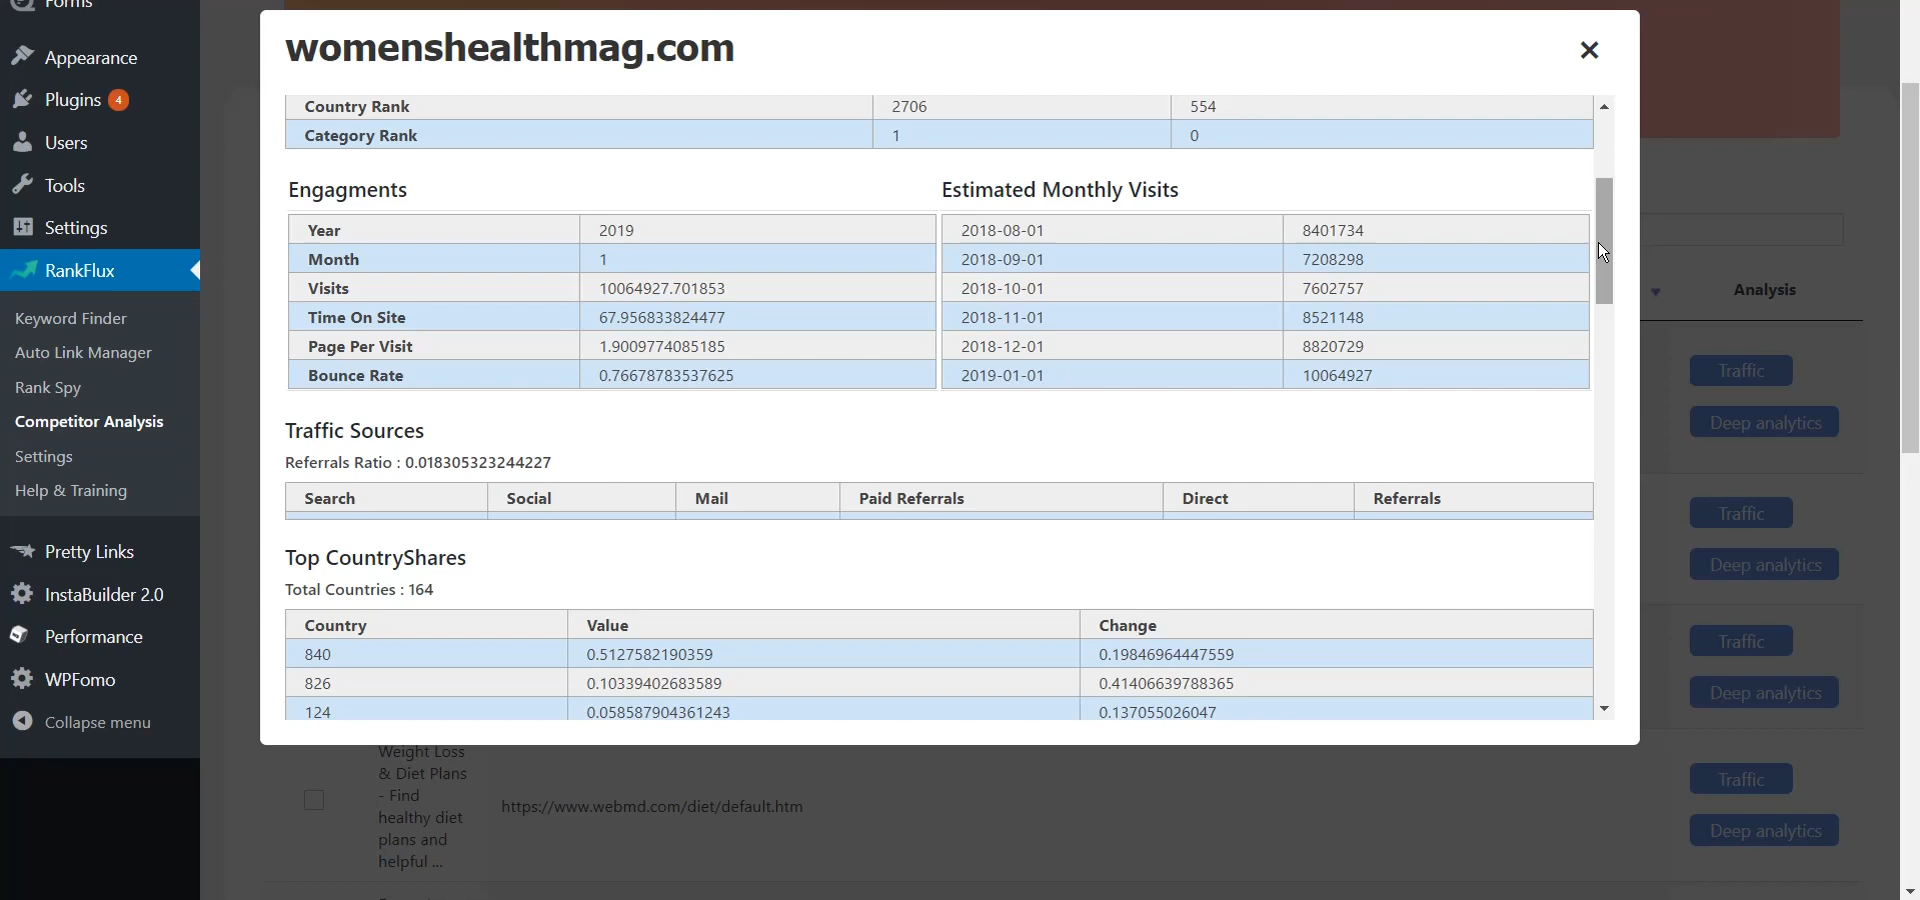 Forms
Appearance
Plugins 4
Users
Tools
Settings
RankFlux
Keyword Finder
Auto Link Manager
Rank Spy
Competitor Analysis
Settings
Help & Training
Pretty Links
InstaBuilder 2.0
Performance
WPFomo
Collapse menu
womenshealthmag.com
Country Rank 2706 554
Category Rank 1 0
Engagments
Year 2019
Month 1
Visits 10064927.701853
Time On Site 67.956833824477
Page Per Visit 1.9009774085185
Bounce Rate 0.76678783537625
Estimated Monthly Visits
2018-08-01 8401734
2018-09-01 7208298
2018-10-01 7602757
2018-11-01 8521148
2018-12-01 8820729
2019-01-01 10064927
Traffic Sources
Referrals Ratio : 0.018305323244227
Search Social Mail Paid Referrals Direct Referrals
Top CountryShares
Total Countries : 164
Country Value Change
840 0.5127582190359 0.19846964447559
826 0.10339402683589 0.41406639788365
124 0.058587904361243 0.137055026047
Analysis
Traffic
Deep analytics
Traffic
Deep analytics
Traffic
Deep analytics
Weight Loss
& Diet Plans
- Find
healthy diet
plans and
helpful ...
https://www.webmd.com/diet/default.htm
Traffic
Deep analytics